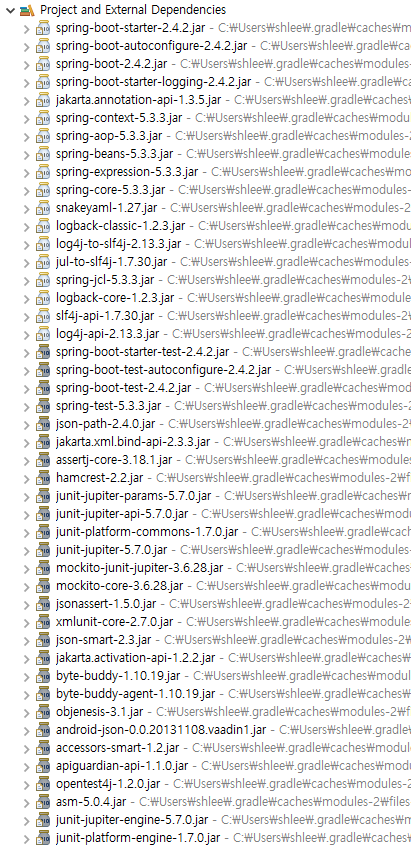 Project and External Dependencies
spring-boot-starter-2.4.2.jar - C:₩Users₩shlee₩.gradle₩caches₩m
spring-boot-autoconfigure-2.4.2.jar - C:₩Users₩shlee₩.gradle₩ca
spring-boot-2.4.2.jar - C:₩Users₩shlee₩.gradle₩caches₩modules-2
spring-boot-starter-logging-2.4.2.jar - C:₩Users₩shlee₩.gradle₩c
jakarta.annotation-api-1.3.5.jar - C:₩Users₩shlee₩.gradle₩caches
spring-context-5.3.3.jar - C:₩Users₩shlee₩.gradle₩caches₩module
spring-aop-5.3.3.jar - C:₩Users₩shlee₩.gradle₩caches₩modules-2
spring-beans-5.3.3.jar - C:₩Users₩shlee₩.gradle₩caches₩modules-
spring-expression-5.3.3.jar - C:₩Users₩shlee₩.gradle₩caches₩mo
spring-core-5.3.3.jar - C:₩Users₩shlee₩.gradle₩caches₩modules-
snakeyaml-1.27.jar - C:₩Users₩shlee₩.gradle₩caches₩modules-2
logback-classic-1.2.3.jar - C:₩Users₩shlee₩.gradle₩caches₩modul
log4j-to-slf4j-2.13.3.jar - C:₩Users₩shlee₩.gradle₩caches₩modul
jul-to-slf4j-1.7.30.jar - C:₩Users₩shlee₩.gradle₩caches₩modules-
spring-jcl-5.3.3.jar - C:₩Users₩shlee₩.gradle₩caches₩modules-2₩
logback-core-1.2.3.jar - C:₩Users₩shlee₩.gradle₩caches₩modules
slf4j-api-1.7.30.jar - C:₩Users₩shlee₩.gradle₩caches₩modules-2₩
log4j-api-2.13.3.jar - C:₩Users₩shlee₩.gradle₩caches₩modules-2
spring-boot-starter-test-2.4.2.jar - C:₩Users₩shlee₩.gradle₩cach
spring-boot-test-autoconfigure-2.4.2.jar - C:₩Users₩shlee₩.grad
spring-boot-test-2.4.2.jar - C:₩Users₩shlee₩.gradle₩caches₩mod
spring-test-5.3.3.jar - C:₩Users₩shlee₩.gradle₩caches₩modules-2
json-path-2.4.0.jar - C:₩Users₩shlee₩.gradle₩caches₩modules-2₩
jakarta.xml.bind-api-2.3.3.jar - C:₩Users₩shlee₩.gradle₩caches₩
assertj-core-3.18.1.jar - C:₩Users₩shlee₩.gradle₩caches₩modules
hamcrest-2.2.jar - C:₩Users₩shlee₩.gradle₩caches₩modules-2₩fi
junit-jupiter-params-5.7.0.jar - C:₩Users₩shlee₩.gradle₩caches₩
junit-jupiter-api-5.7.0.jar - C:₩Users₩shlee₩.gradle₩caches₩mod
junit-platform-commons-1.7.0.jar - C:₩Users₩shlee₩.gradle₩cac
junit-jupiter-5.7.0.jar - C:₩Users₩shlee₩.gradle₩caches₩modules
mockito-junit-jupiter-3.6.28.jar - C:₩Users₩shlee₩.gradle₩caches
mockito-core-3.6.28.jar - C:₩Users₩shlee₩.gradle₩caches₩modul
jsonassert-1.5.0.jar - C:₩Users₩shlee₩.gradle₩caches₩modules-2
xmlunit-core-2.7.0.jar - C:₩Users₩shlee₩.gradle₩caches₩modules
json-smart-2.3.jar - C:₩Users₩shlee₩.gradle₩caches₩modules-2₩
jakarta.activation-api-1.2.2.jar - C:₩Users₩shlee₩.gradle₩caches
byte-buddy-1.10.19.jar - C:₩Users₩shlee₩.gradle₩caches₩module
byte-buddy-agent-1.10.19.jar - C:₩Users₩shlee₩.gradle₩caches₩
objenesis-3.1.jar - C:₩Users₩shlee₩.gradle₩caches₩modules-2₩f
android-json-0.0.20131108.vaadin1.jar - C:₩Users₩shlee₩.gradle
accessors-smart-1.2.jar - C:₩Users₩shlee₩.gradle₩caches₩module
apiguardian-api-1.1.0.jar - C:₩Users₩shlee₩.gradle₩caches₩mod
opentest4j-1.2.0.jar - C:₩Users₩shlee₩.gradle₩caches₩modules-2
asm-5.0.4.jar - C:₩Users₩shlee₩.gradle₩caches₩modules-2₩files
junit-jupiter-engine-5.7.0.jar - C:₩Users₩shlee₩.gradle₩caches₩
junit-platform-engine-1.7.0.jar - C:₩Users₩shlee₩.gradle₩caches